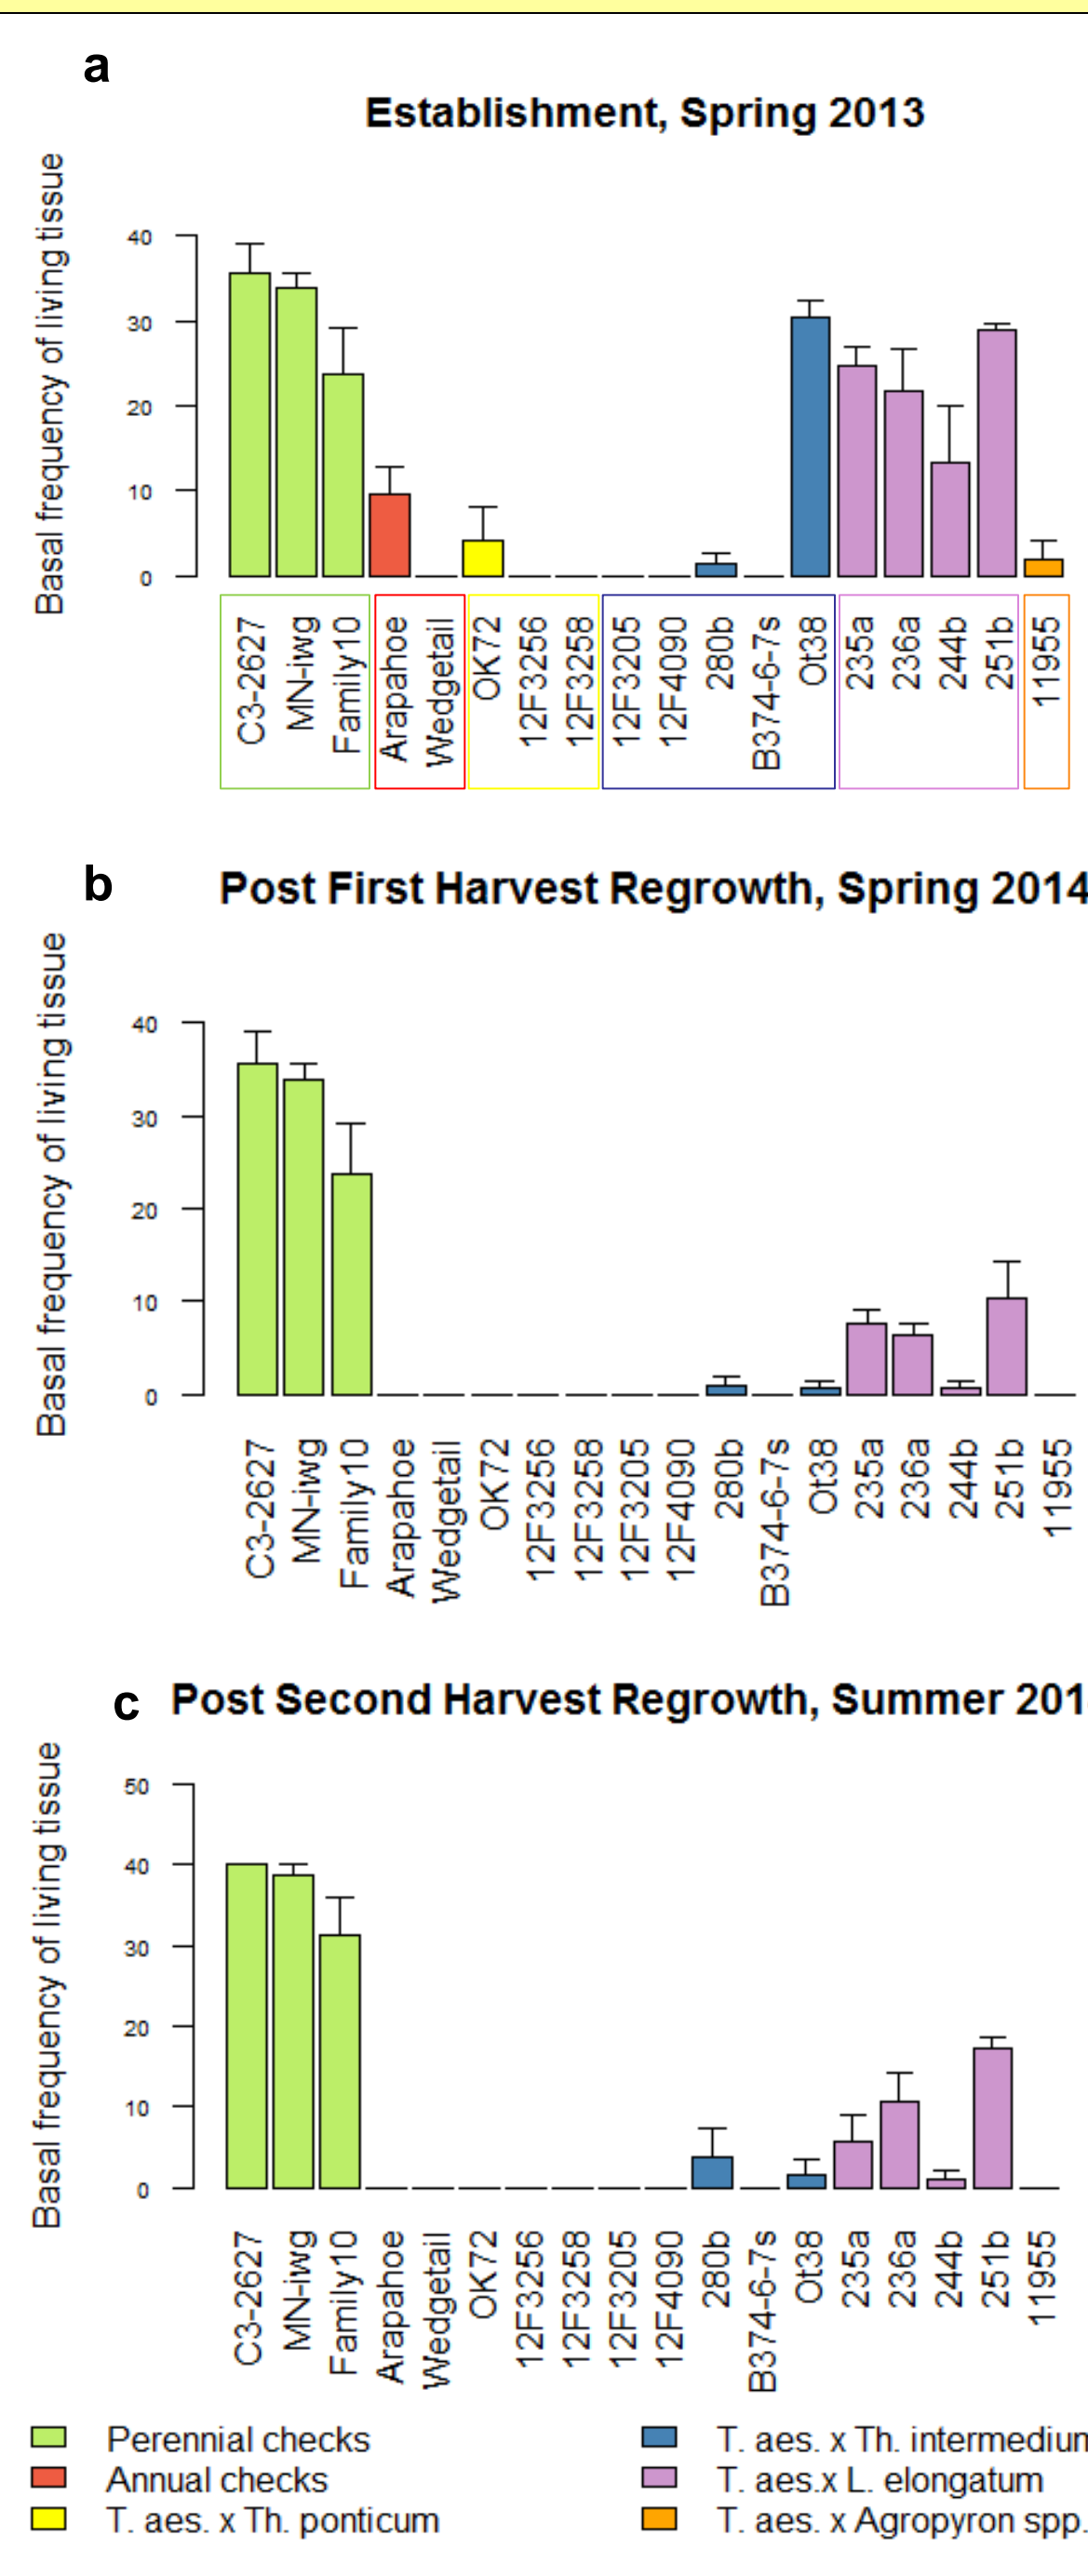 a
Establishment, Spring 2013
Basal frequency of living tissue
40
30
20
10
0
C3-2627
MN-iwg
Family10
Arapahoe
Wedgetail
OK72
12F3256
12F3258
12F3205
12F4090
280b
B374-6-7s
Ot38
235a
236a
244b
251b
11955
b
Post First Harvest Regrowth, Spring 2014
Basal frequency of living tissue
40
30
20
10
0
C3-2627
MN-iwg
Family10
Arapahoe
Wedgetail
OK72
12F3256
12F3258
12F3205
12F4090
280b
B374-6-7s
Ot38
235a
236a
244b
251b
11955
c
Post Second Harvest Regrowth, Summer 201
Basal frequency of living tissue
50
40
30
20
10
0
C3-2627
MN-iwg
Family10
Arapahoe
Wedgetail
OK72
12F3256
12F3258
12F3205
12F4090
280b
B374-6-7s
Ot38
235a
236a
244b
251b
11955
Perennial checks
Annual checks
T. aes. x Th. ponticum
T. aes. x Th. intermediun
T. aes.x L. elongatum
T. aes. x Agropyron spp.